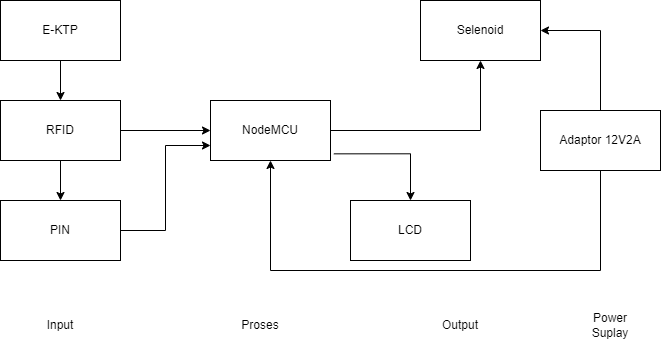 E-KTP
Selenoid
RFID
NodeMCU
Adaptor 12V2A
PIN
LCD
Input
Proses
Output
Power
Suplay